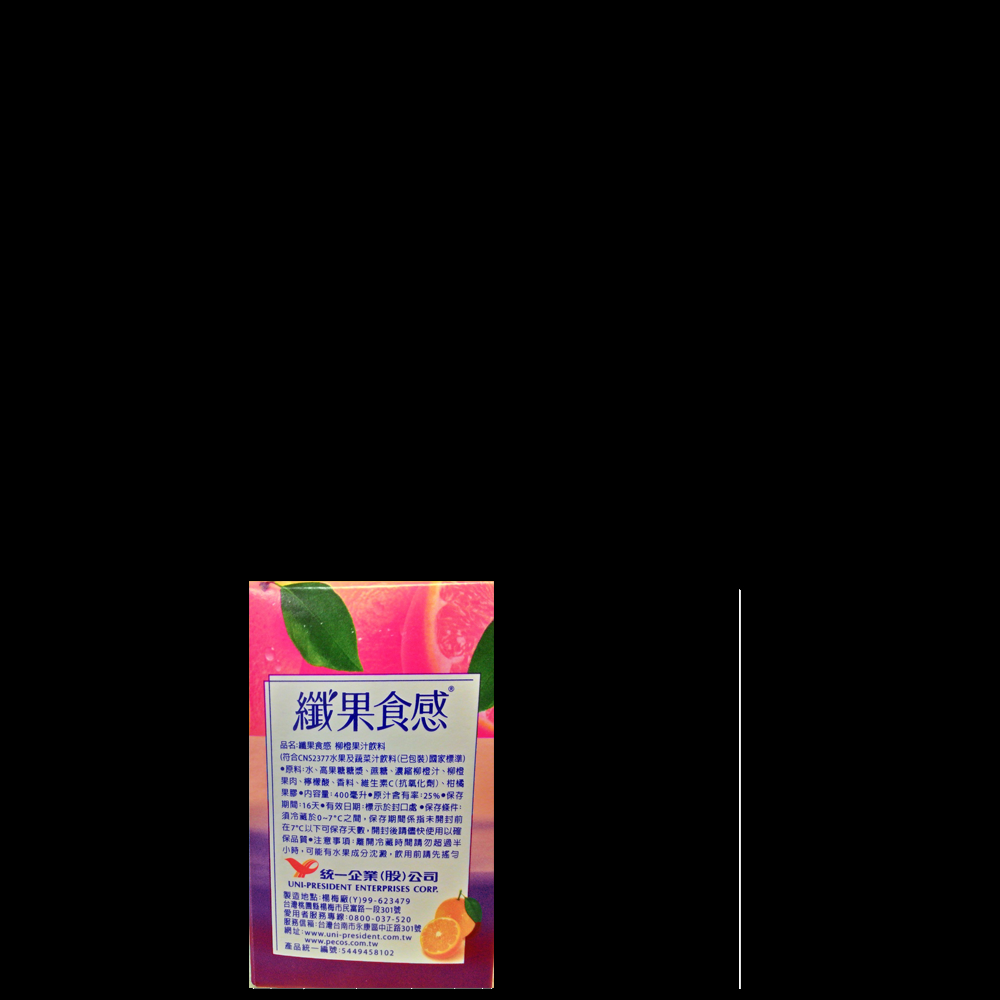 纖果食感®
品名:纖果食感 柳橙果汁飲料
(符合CNS2377水果及蔬菜汁飲料(已包裝)國家標準)
●原料:水、高果糖糖漿、蔗糖、濃縮柳橙汁、柳橙
果肉、檸檬酸、香料、維生素C(抗氧化劑)、柑橘
果膠●內容量:400毫升●原汁含有率:25%●保存
期間:16天●有效日期:標示於封口處●保存條件:
須冷藏於0~7°C之間,保存期間係指未開封前
在7°C以下可保存天數,開封後請儘快使用以確
保品質●注意事項:離開冷藏時間請勿超過半
小時,可能有水果成分沈澱,飲用前請先搖勻
統一企業(股)公司
UNI-PRESIDENT ENTERPRISES CORP.
製造地點:楊梅廠(Y)99-623479
台灣桃園縣楊梅市民富路一段301號
愛用者服務專線:0800-037-520
服務信箱:台灣台南市永康區中正路301號
網址:www.uni-president.com.tw
www.pecos.com.tw
產品統一編號:5449458102